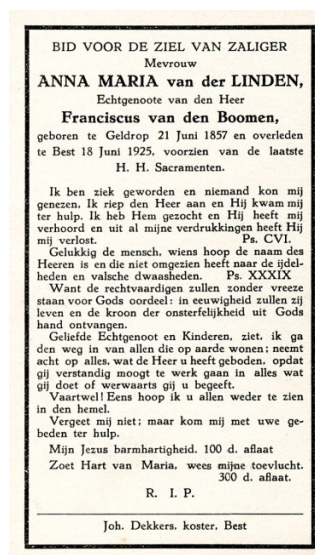 BID VOOR DE ZIEL VAN ZALIGER
Mevrouw
ANNA MARIA van der LINDEN,
Echtgenoote van den Heer
Franciscus van den Boomen,
geboren te Geldrop 21 Juni 1857 en overleden
te Best 18 Juni 1925, voorzien van de laatste
H. H. Sacramenten.
Ik ben ziek geworden en niemand kon mij
genezen. Ik riep den Heer aan en Hij kwam mij
ter hulp. Ik heb Hem gezocht en Hij heeft mij
verhoord en uit al mijne verdrukkingen heeft Hij
mij verlost. Ps. CVI.
Gelukkig de mensch, wiens hoop de naam des
Heeren is en die niet omgezien heeft naar de ijdel-
heden en valsche dwaasheden. Ps. XXXIX
Want de rechtvaardigen zullen zonder vreeze
staan voor Gods oordeel: in eeuwigheid zullen zij
leven en de kroon der onsterfelijkheid uit Gods
hand ontvangen.
Geliefde Echtgenoot en Kinderen, ziet, ik ga
den weg in van allen die op aarde wonen; neemt
acht op alles, wat de Heer u heeft geboden, opdat
gij verstandig moogt te werk gaan in alles wat
gij doet of werwaarts gij u begeeft.
Vaartwel! Eens hoop ik u allen weder te zien
in den hemel.
Vergeet mij niet; maar kom mij met uwe ge-
beden ter hulp.
Mijn Jezus barmhartigheid. 100 d. aflaat
Zoet Hart van Maria, wees mijne toevlucht.
300 d. aflaat.
R. I. P.
Joh. Dekkers, koster, Best